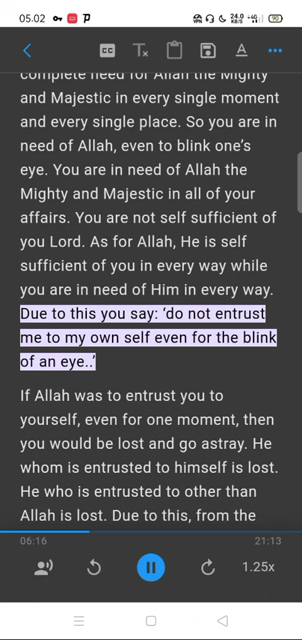 05.02
24.0
KB/S
CC
complete need for Allah the Mighty
and Majestic in every single moment
and every single place. So you are in
need of Allah, even to blink one's
eye. You are in need of Allah the
Mighty and Majestic in all of your
affairs. You are not self sufficient of
you Lord. As for Allah, He is self
sufficient of you in every way while
you are in need of Him in every way.
Due to this you say: 'do not entrust
me to my own self even for the blink
of an eye..'
If Allah was to entrust you to
yourself, even for one moment, then
you would be lost and go astray. He
whom is entrusted to himself is lost.
He who is entrusted to other than
Allah is lost. Due to this, from the
06:16
21:13
1.25x